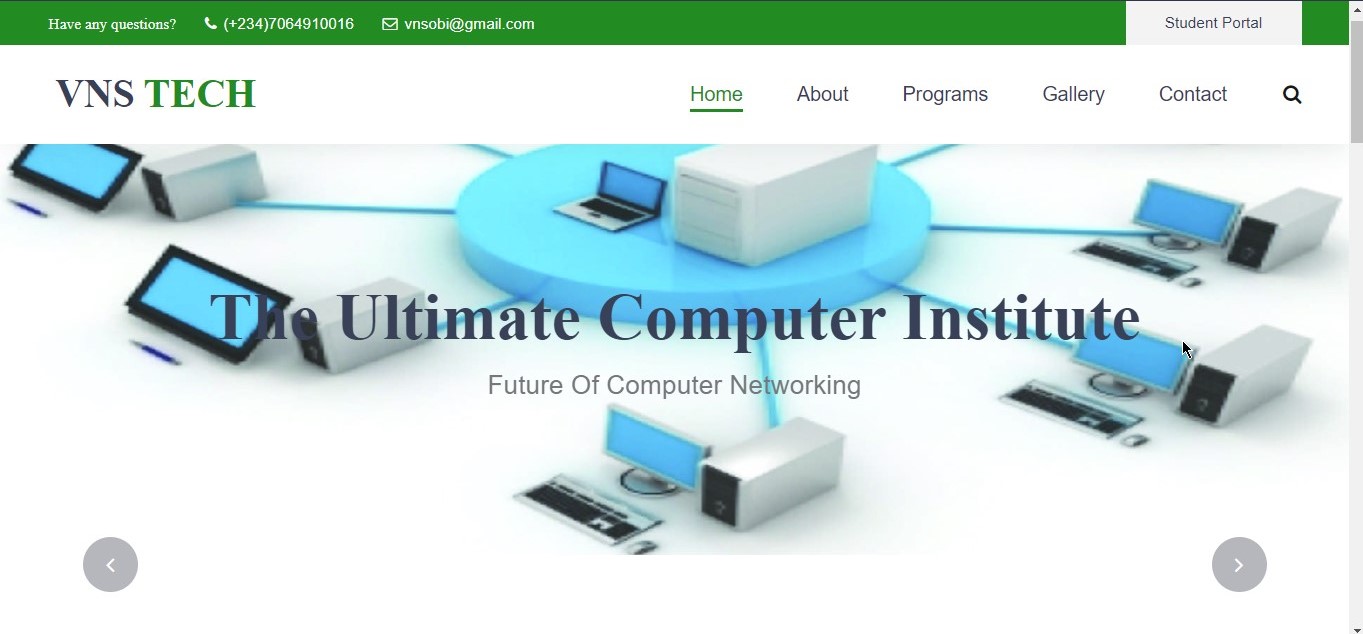 Have any questions? (+234)7064910016 vnsobi@gmail.com Student Portal
VNS TECH Home About Programs Gallery Contact
The Ultimate Computer Institute
Future Of Computer Networking